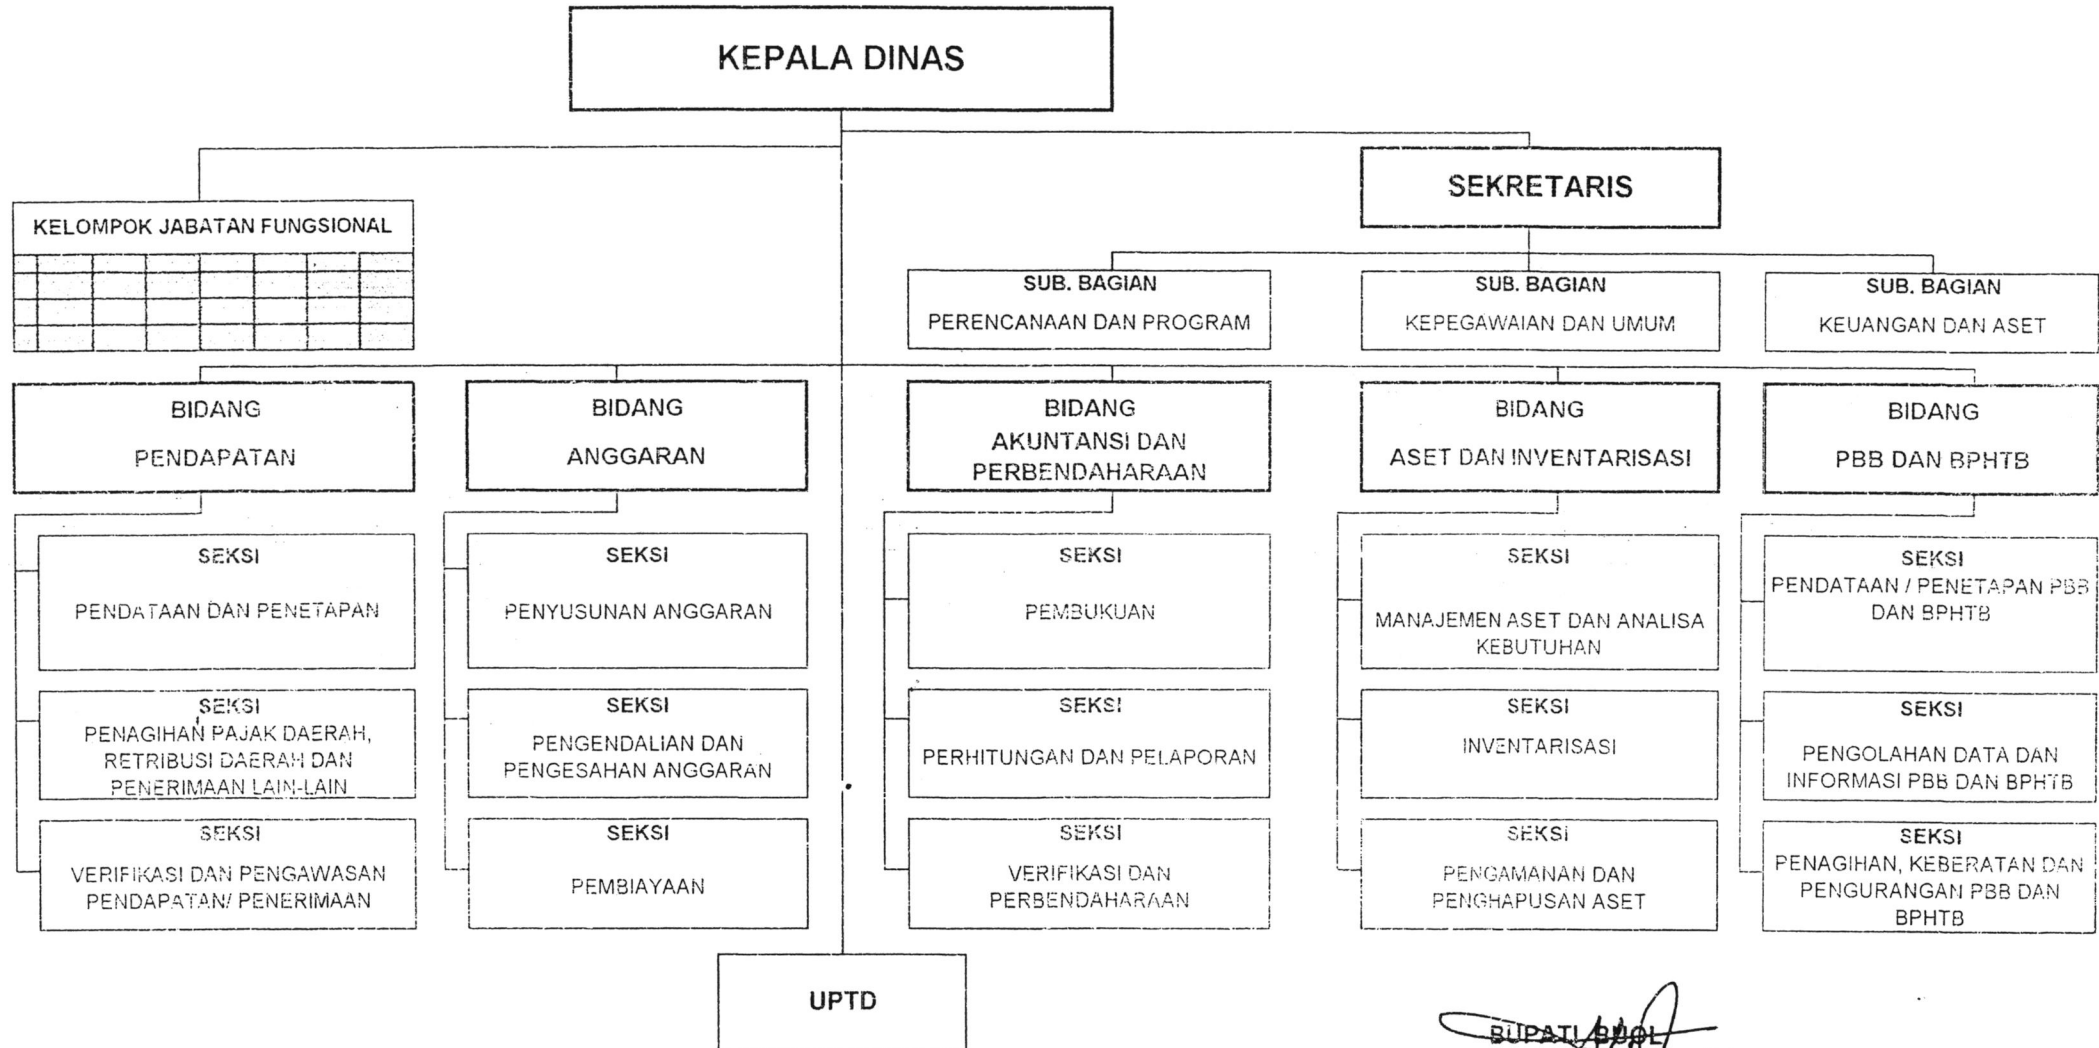 KEPALA DINAS
SEKRETARIS
KELOMPOK JABATAN FUNGSIONAL
SUB. BAGIAN
PERENCANAAN DAN PROGRAM
SUB. BAGIAN
KEPEGAWAIAN DAN UMUM
SUB. BAGIAN
KEUANGAN DAN ASET
BIDANG
PENDAPATAN
BIDANG
ANGGARAN
BIDANG
AKUNTANSI DAN
PERBENDAHARAAN
BIDANG
ASET DAN INVENTARISASI
BIDANG
PBB DAN BPHTB
SEKSI
PENDATAAN DAN PENETAPAN
SEKSI
PENYUSUNAN ANGGARAN
SEKSI
PEMBUKUAN
SEKSI
MANAJEMEN ASET DAN ANALISA
KEBUTUHAN
SEKSI
PENDATAAN / PENETAPAN PBB
DAN BPHTB
SEKSI
PENAGIHAN PAJAK DAERAH,
RETRIBUSI DAERAH DAN
PENERIMAAN LAIN-LAIN
SEKSI
PENGENDALIAN DAN
PENGESAHAN ANGGARAN
SEKSI
PERHITUNGAN DAN PELAPORAN
SEKSI
INVENTARISASI
SEKSI
PENGOLAHAN DATA DAN
INFORMASI PBB DAN BPHTB
SEKSI
VERIFIKASI DAN PENGAWASAN
PENDAPATAN/ PENERIMAAN
SEKSI
PEMBIAYAAN
SEKSI
VERIFIKASI DAN
PERBENDAHARAAN
SEKSI
PENGAMANAN DAN
PENGHAPUSAN ASET
SEKSI
PENAGIHAN, KEBERATAN DAN
PENGURANGAN PBB DAN
BPHTB
UPTD
BUPATI BUOL